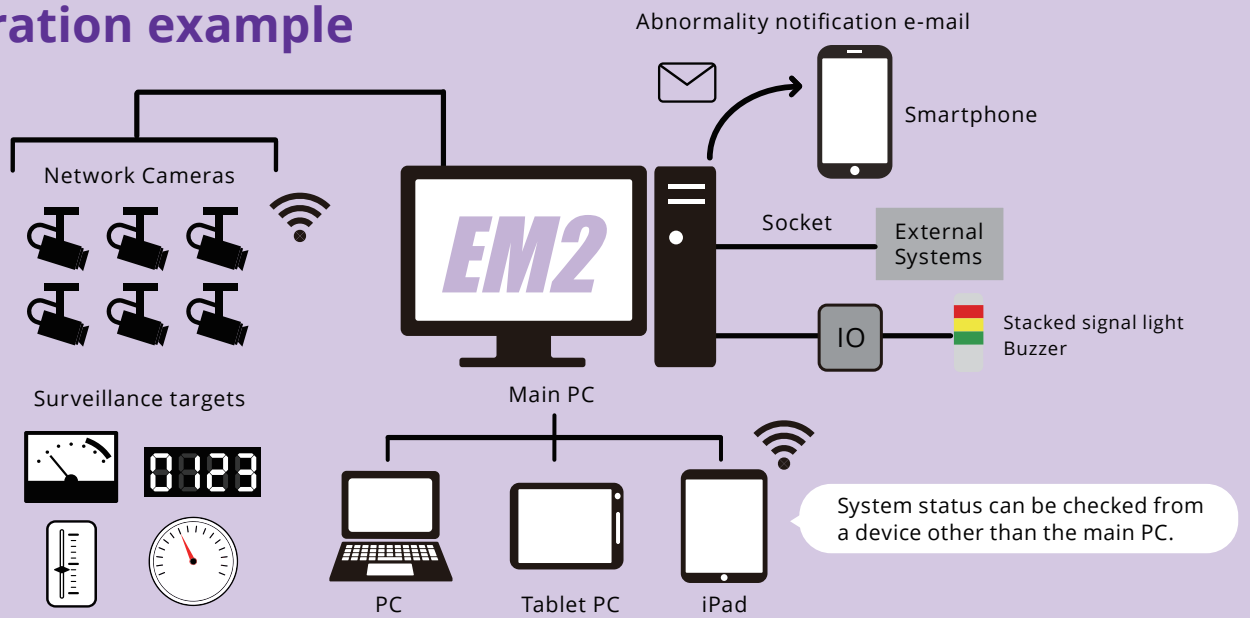 ration example
Abnormality notification e-mail
Smartphone
Network Cameras
EM2
Socket
External
Systems
IO
Stacked signal light
Buzzer
Main PC
Surveillance targets
0123
System status can be checked from
a device other than the main PC.
PC
Tablet PC
iPad